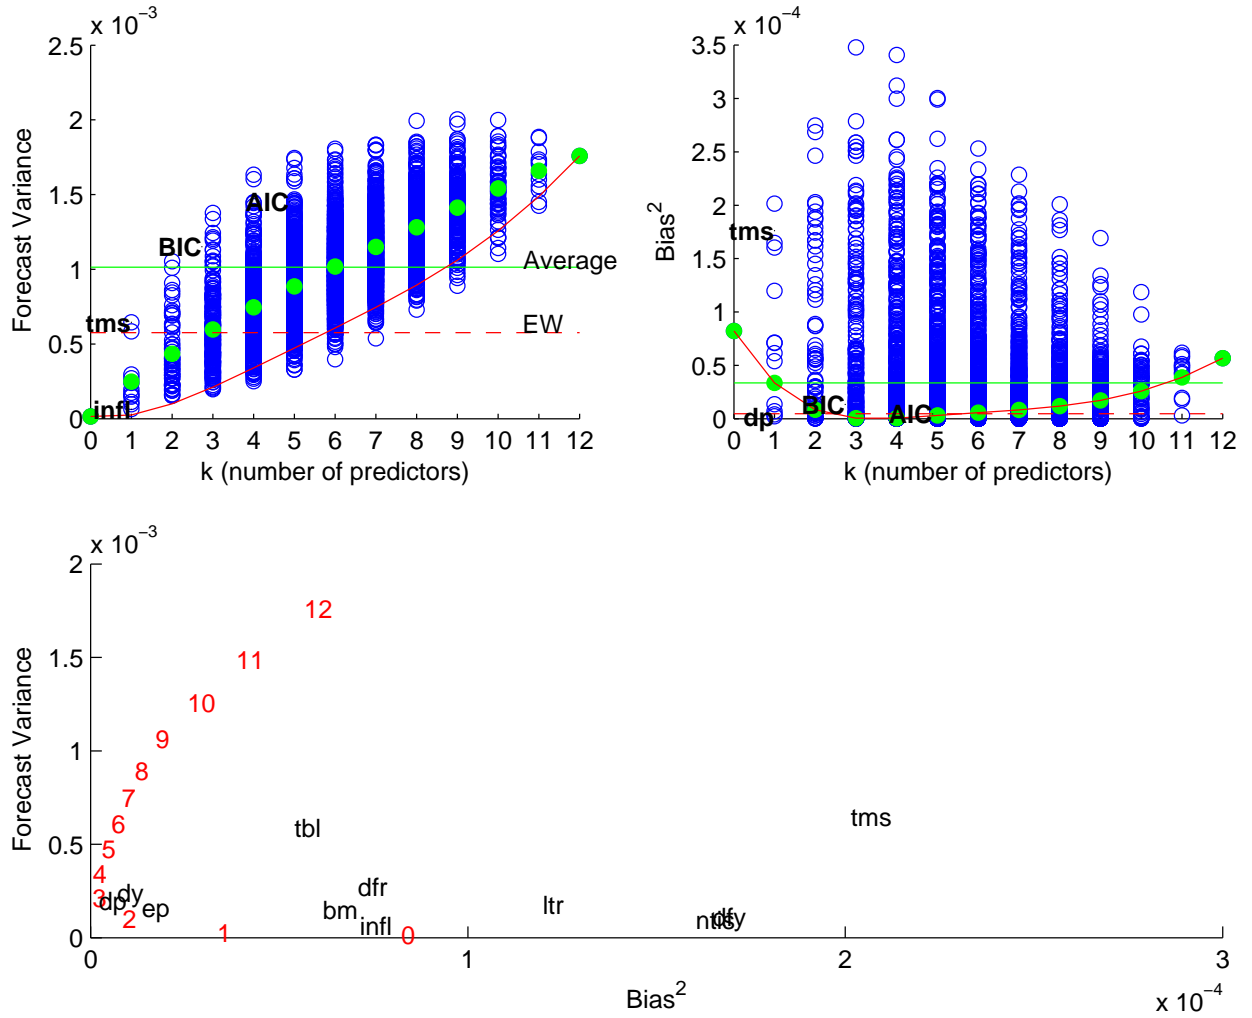 x 10−3
2.5
2
1.5
1
0.5
0
Forecast Variance
AIC
BIC
Average
tms
EW
infl
0 1 2 3 4 5 6 7 8 9 10 11 12
k (number of predictors)
x 10−4
3.5
3
2.5
2
1.5
1
0.5
0
Bias2
tms
BIC
AIC
dp
0 1 2 3 4 5 6 7 8 9 10 11 12
k (number of predictors)
x 10−3
2
1.5
1
0.5
0
Forecast Variance
12
11
10
9
8
7
6
5
4
3
2
1
0
tbl
tms
dp
dy
ep
bm
dfr
infl
ltr
ntis
dfy
0 1 2 3
Bias2
x 10−4